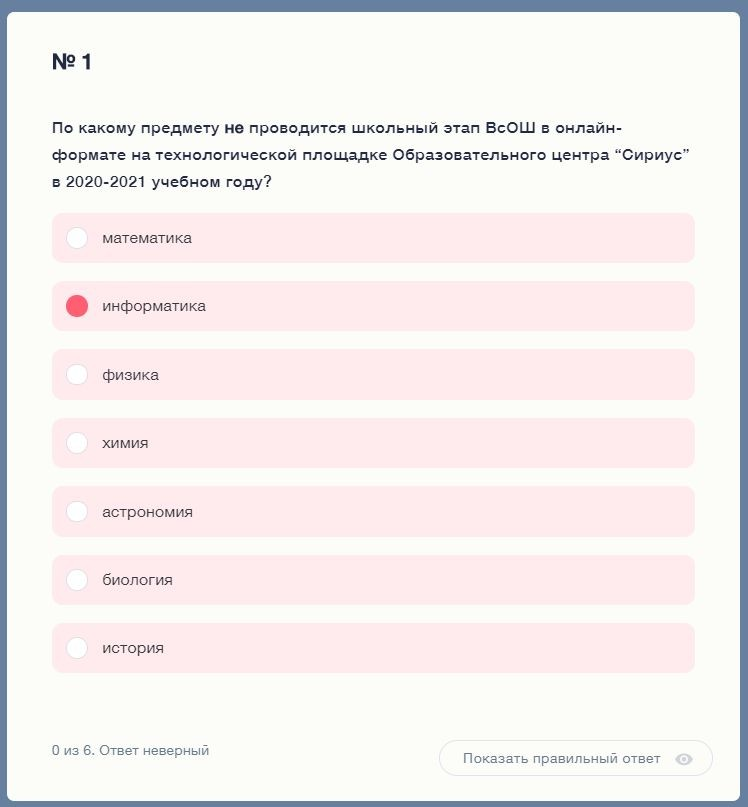 № 1
По какому предмету не проводится школьный этап ВсОШ в онлайн-
формате на технологической площадке Образовательного центра “Сириус”
в 2020-2021 учебном году?
математика
информатика
физика
химия
астрономия
биология
история
0 из 6. Ответ неверный
Показать правильный ответ